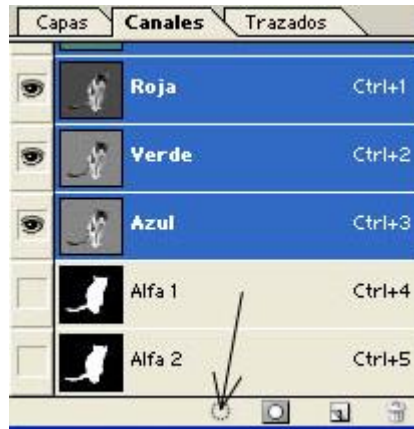 Capas Canales Trazados
Roja Ctrl+1
Verde Ctrl+2
Azul Ctrl+3
Alfa 1 Ctrl+4
Alfa 2 Ctrl+5